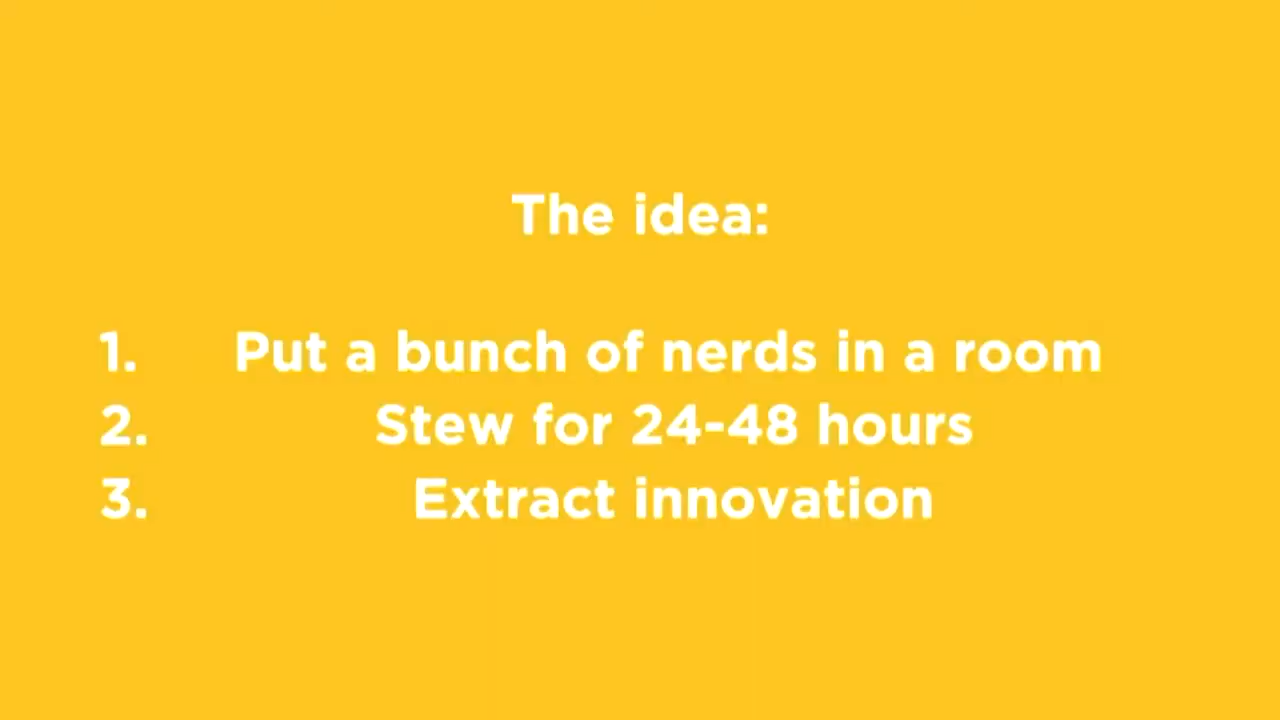 The idea:
1. Put a bunch of nerds in a room
2. Stew for 24-48 hours
3. Extract innovation